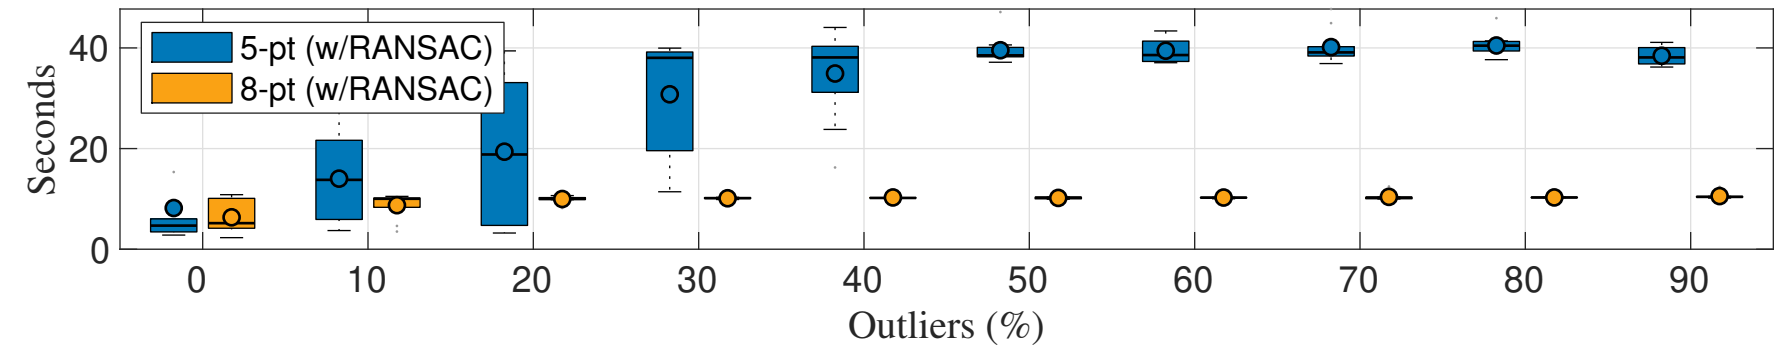 40
20
0
Seconds
5-pt (w/RANSAC)
8-pt (w/RANSAC)
0 10 20 30 40 50 60 70 80 90
Outliers (%)